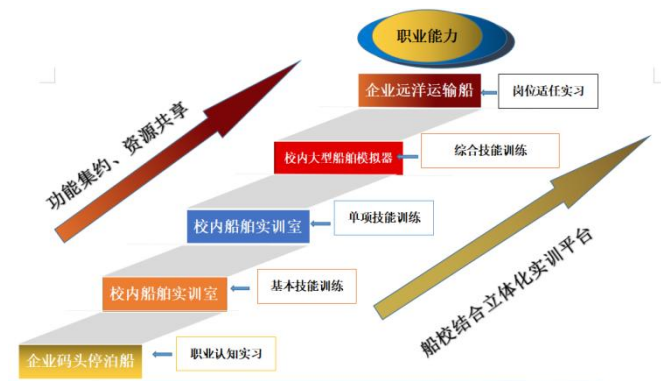 职业能力
企业远洋运输船
岗位适任实习
功能集约、资源共享
校内大型船舶模拟器
综合技能训练
校内船舶实训室
单项技能训练
校内船舶实训室
基本技能训练
船校结合立体化实训平台
企业码头停泊船
职业认知实习